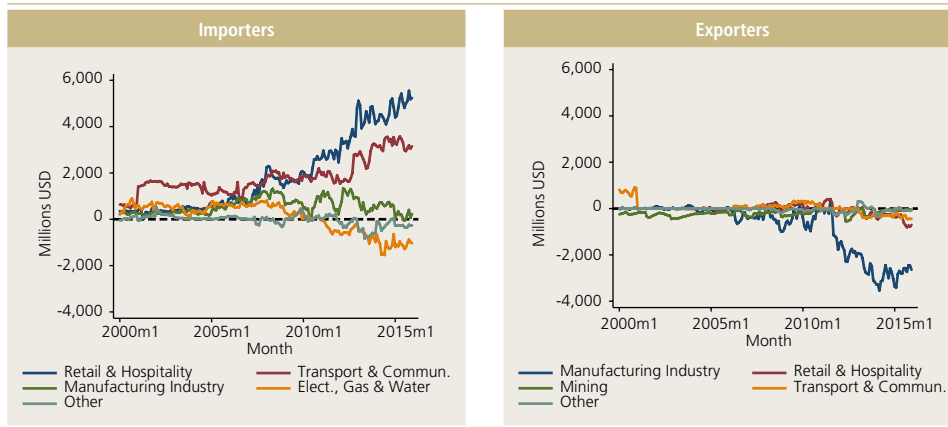 Importers
Millions USD
6,000
4,000
2,000
0
-2,000
-4,000
2000m1 2005m1 2010m1 2015m1
Month
Retail & Hospitality Transport & Commun.
Manufacturing Industry Elect., Gas & Water
Other
Exporters
Millions USD
6,000
4,000
2,000
0
-2,000
-4,000
2000m1 2005m1 2010m1 2015m1
Month
Manufacturing Industry Retail & Hospitality
Mining Transport & Commun.
Other